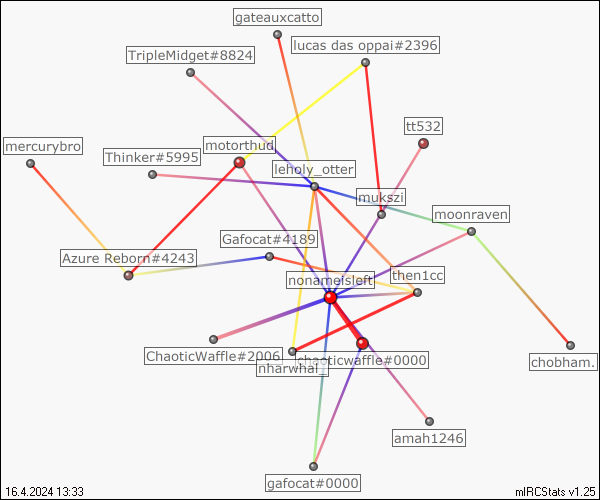 gateauxcatto
lucas das oppai#2396
TripleMidget#8824
tt532
mercurybro
motorthud
Thinker#5995
leholy_otter
mukszi
moonraven
Gafocat#4189
Azure Reborn#4243
nonameisleft
then1cc
ChaoticWaffle#2006
chaoticwaffle#0000
nharwhal_
chobham.
amah1246
gafocat#0000
16.4.2024 13:33
mIRCStats v1.25